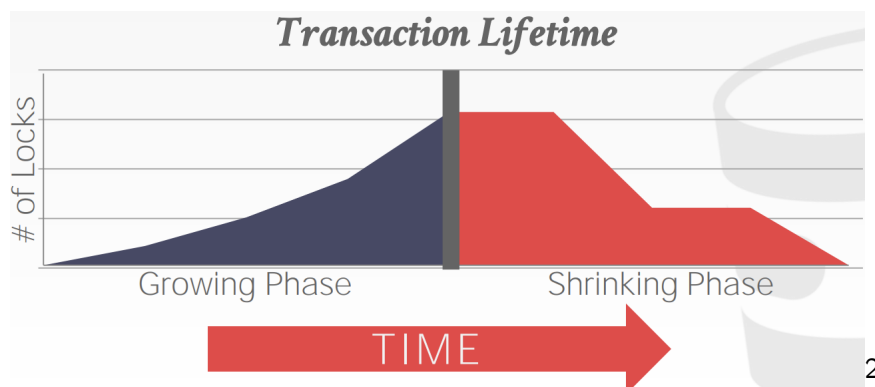 Transaction Lifetime
# of Locks
Growing Phase
Shrinking Phase
TIME
2